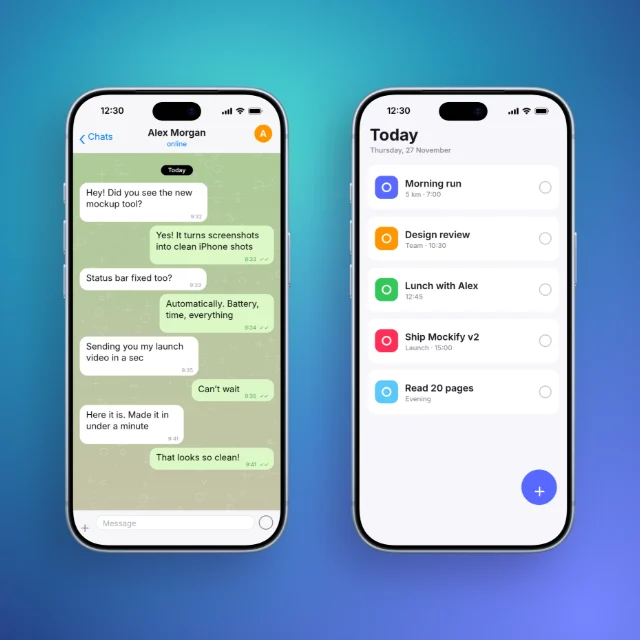 12:30
Chats
Alex Morgan
online
A
Today
Hey! Did you see the new
mockup tool?
9:32
Yes! It turns screenshots
into clean iPhone shots
9:33
Status bar fixed too?
9:33
Automatically. Battery,
time, everything
9:34
Sending you my launch
video in a sec
9:35
Can't wait
9:35
Here it is. Made it in
under a minute
9:41
That looks so clean!
9:41
+
Message
12:30
Today
Thursday, 27 November
Morning run
5 km · 7:00
Design review
Team · 10:30
Lunch with Alex
12:45
Ship Mockify v2
Launch · 15:00
Read 20 pages
Evening
+